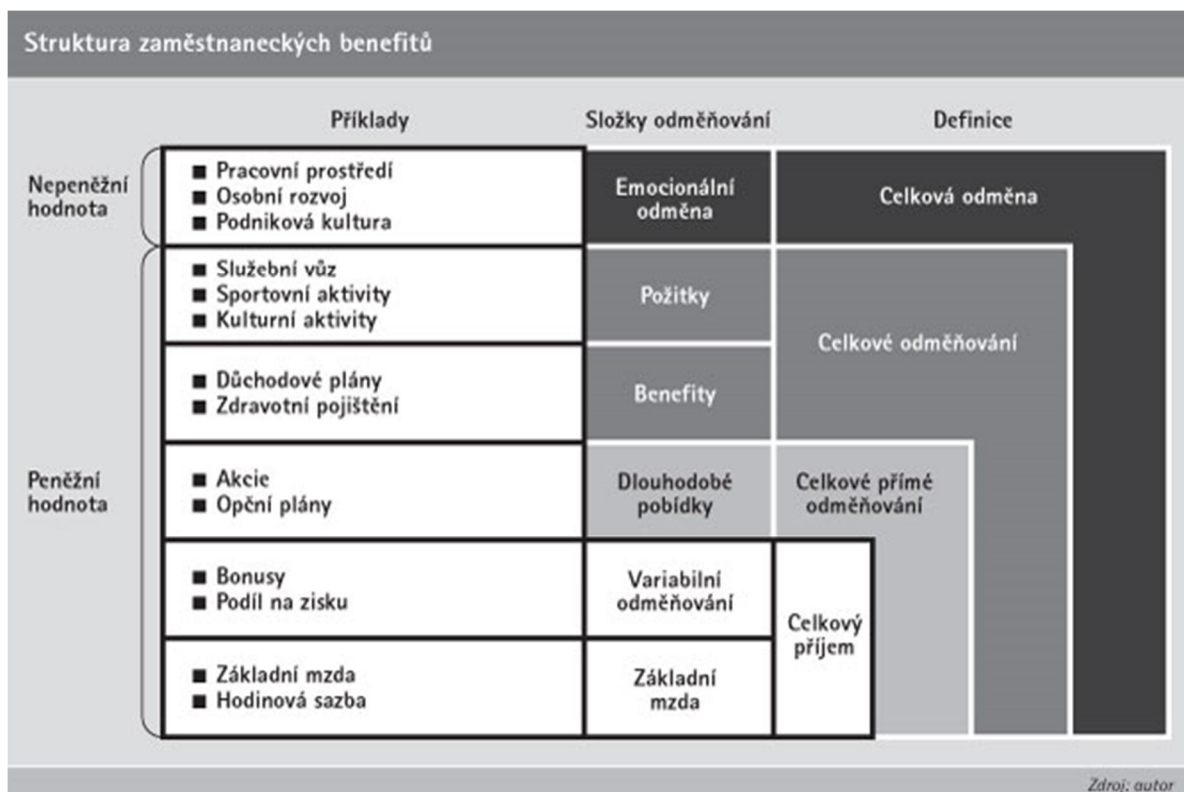 Struktura zaměstnaneckých benefitů
Příklady
Složky odměňování
Definice
Nepeněžní
hodnota
■ Pracovní prostředí
■ Osobní rozvoj
■ Podniková kultura
Emocionální
odměna
Celková odměna
■ Služební vůz
■ Sportovní aktivity
■ Kulturní aktivity
Požitky
Celkové odměňování
■ Důchodové plány
■ Zdravotní pojištění
Benefity
Peněžní
hodnota
■ Akcie
■ Opční plány
Dlouhodobé
pobídky
Celkové přímé
odměňování
■ Bonusy
■ Podíl na zisku
Variabilní
odměňování
Celkový
příjem
■ Základní mzda
■ Hodinová sazba
Základní
mzda
Zdroj: autor